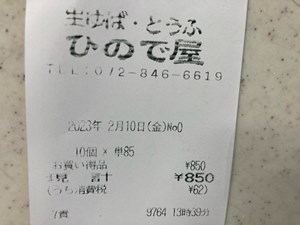 生ゆば・とうふ
ひので屋
TEL:072-846-6619
2023年 2月10日(金)No0
10個 × 単85
お買い得品 ¥850
計 ¥850
(うち消費税 ¥62)
9764 13時39分